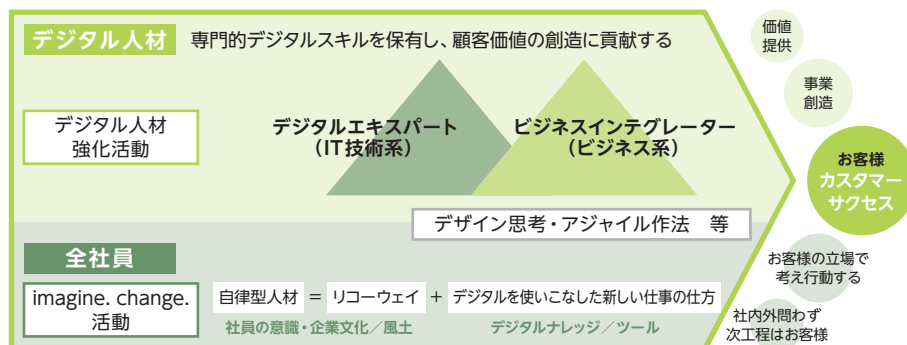 デジタル人材 専門的デジタルスキルを保有し、顧客価値の創造に貢献する
デジタル人材
強化活動
デジタルエキスパート
（IT技術系）
ビジネスインテグレーター
（ビジネス系）
デザイン思考・アジャイル作法　等
全社員
imagine. change.
活動
自律型人材 = リコーウェイ + デジタルを使いこなした新しい仕事の仕方
社員の意識・企業文化／風土
デジタルナレッジ／ツール
価値
提供
事業
創造
お客様
カスタマー
サクセス
お客様の立場で
考え行動する
社内外問わず
次工程はお客様